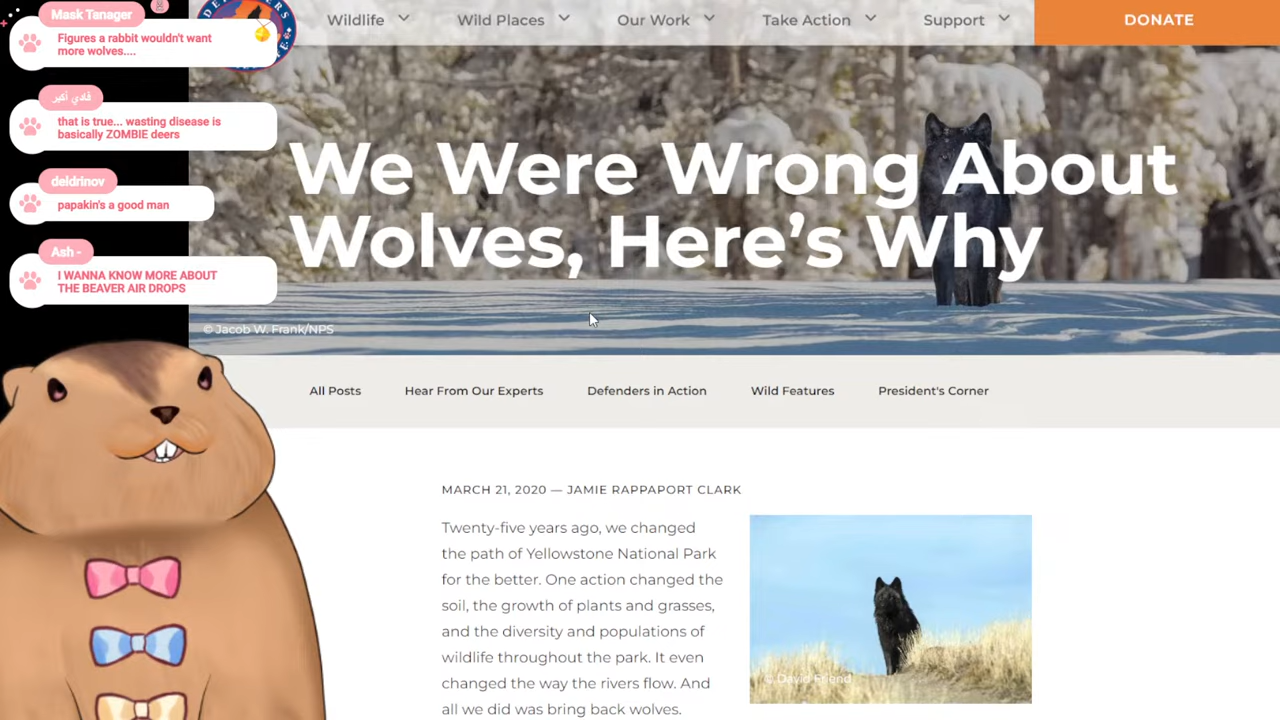 Mask Tanager
Figures a rabbit wouldn't want
more wolves....
فادي أكبر
that is true... wasting disease is
basically ZOMBIE deers
deidrinov
papakin's a good man
Ash -
I WANNA KNOW MORE ABOUT
THE BEAVER AIR DROPS
Wildlife
Wild Places
Our Work
Take Action
Support
DONATE
We Were Wrong About
Wolves, Here's Why
© Jacob W. Frank/NPS
All Posts
Hear From Our Experts
Defenders in Action
Wild Features
President's Corner
MARCH 21, 2020 — JAMIE RAPPAPORT CLARK
Twenty-five years ago, we changed
the path of Yellowstone National Park
for the better. One action changed the
soil, the growth of plants and grasses,
and the diversity and populations of
wildlife throughout the park. It even
changed the way the rivers flow. And
all we did was bring back wolves.
© David Friend